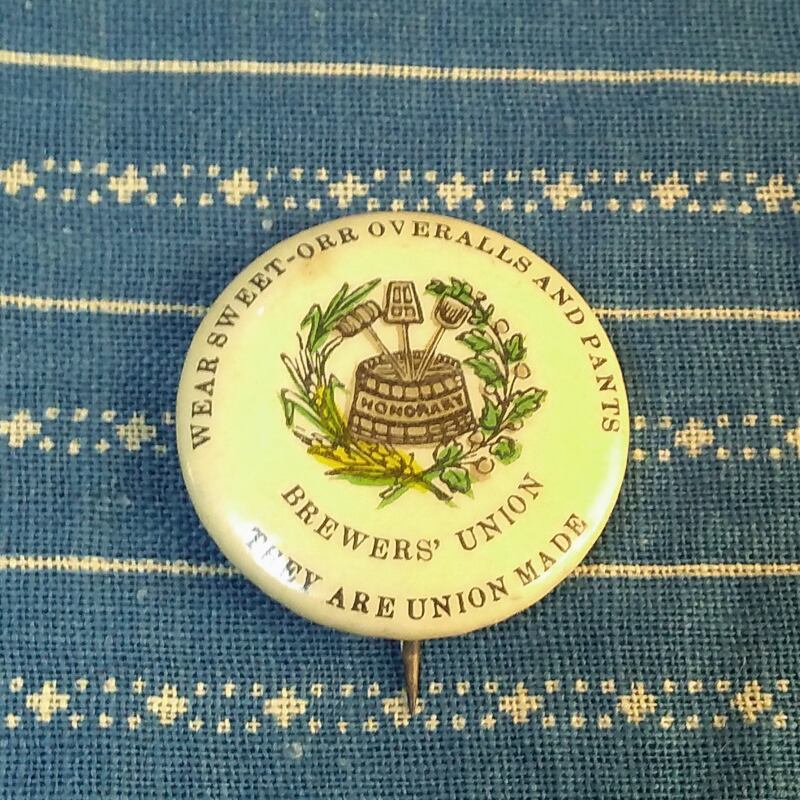 WEAR SWEET-ORR OVERALLS AND PANTS
HONORARY
BREWERS' UNION
THEY ARE UNION MADE